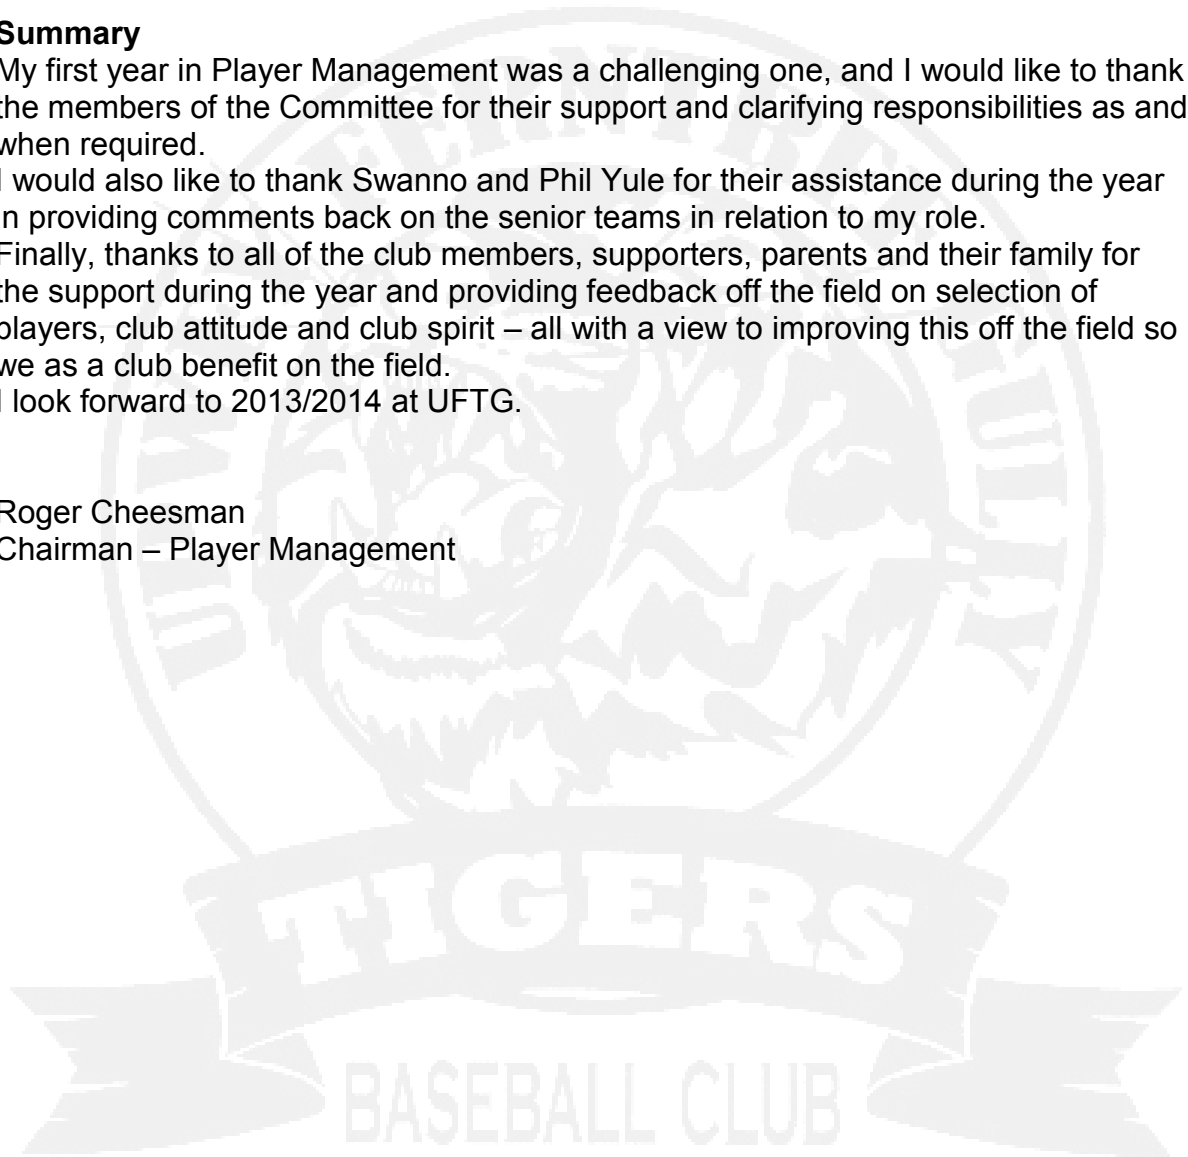 Summary
My first year in Player Management was a challenging one, and I would like to thank
the members of the Committee for their support and clarifying responsibilities as and
when required.
I would also like to thank Swanno and Phil Yule for their assistance during the year
in providing comments back on the senior teams in relation to my role.
Finally, thanks to all of the club members, supporters, parents and their family for
the support during the year and providing feedback off the field on selection of
players, club attitude and club spirit – all with a view to improving this off the field so
we as a club benefit on the field.
I look forward to 2013/2014 at UFTG.
Roger Cheesman
Chairman – Player Management
UPWEY FERNTREE GULLY
TIGERS
BASEBALL CLUB